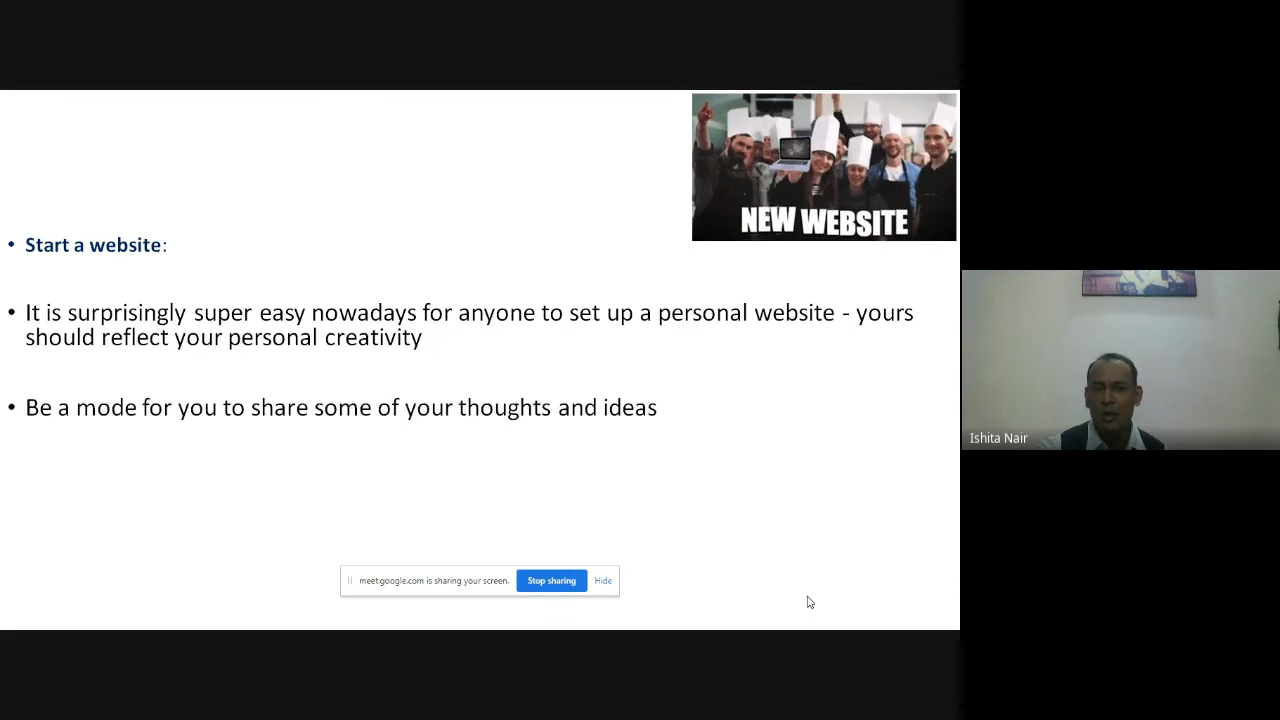 NEW WEBSITE
• Start a website:
• It is surprisingly super easy nowadays for anyone to set up a personal website - yours
should reflect your personal creativity
• Be a mode for you to share some of your thoughts and ideas
Ishita Nair
meet.google.com is sharing your screen. Stop sharing Hide